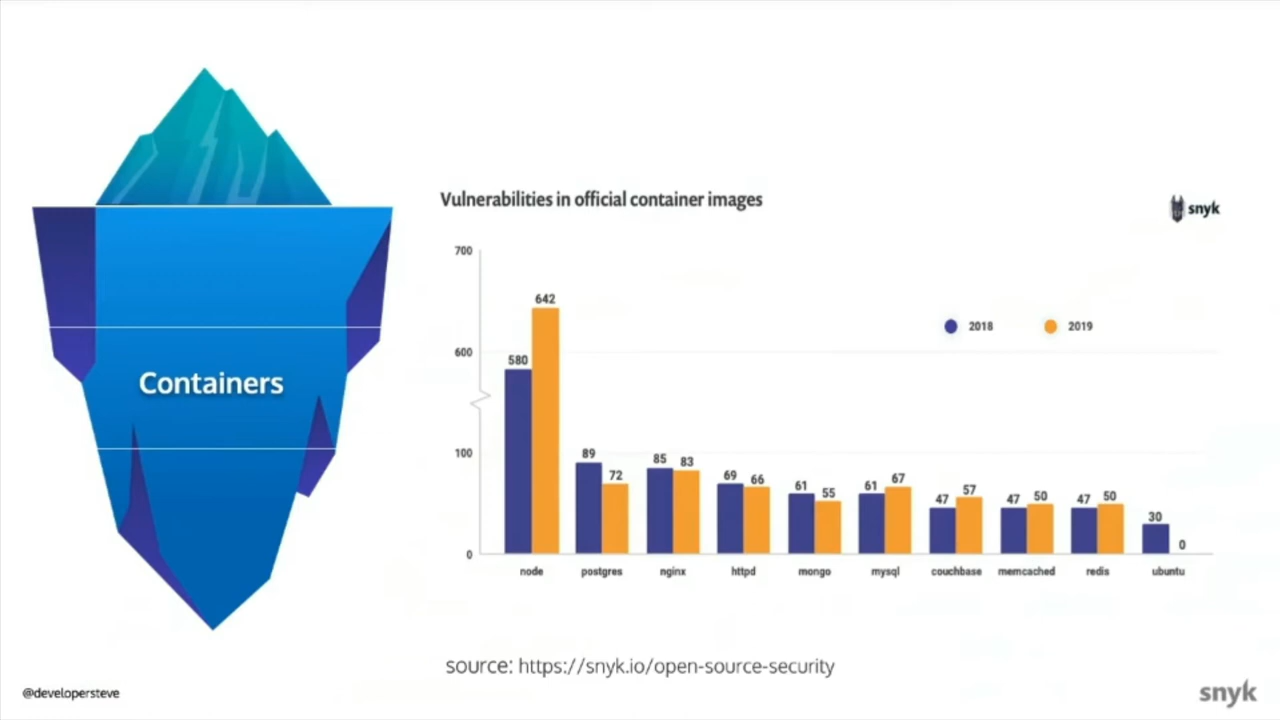 Containers
Vulnerabilities in official container images
snyk
700
600
100
0
2018
2019
580
642
89
72
85
83
69
66
61
55
61
67
47
57
47
50
47
50
30
0
node
postgres
nginx
httpd
mongo
mysql
couchbase
memcached
redis
ubuntu
source: https://snyk.io/open-source-security
@developersteve
snyk